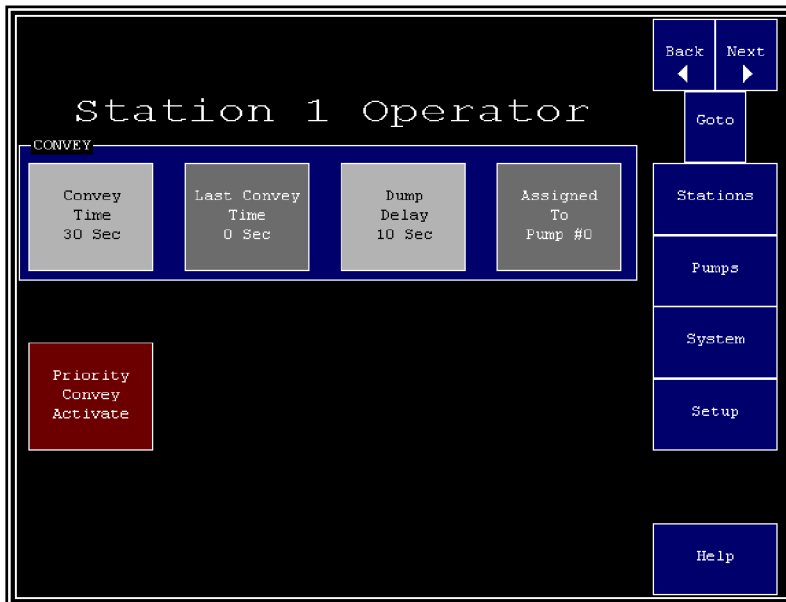 Back Next
Station 1 Operator
Goto
CONVEY
Convey
Time
30 Sec
Last Convey
Time
0 Sec
Dump
Delay
10 Sec
Assigned
To
Pump #0
Stations
Pumps
System
Priority
Convey
Activate
Setup
Help